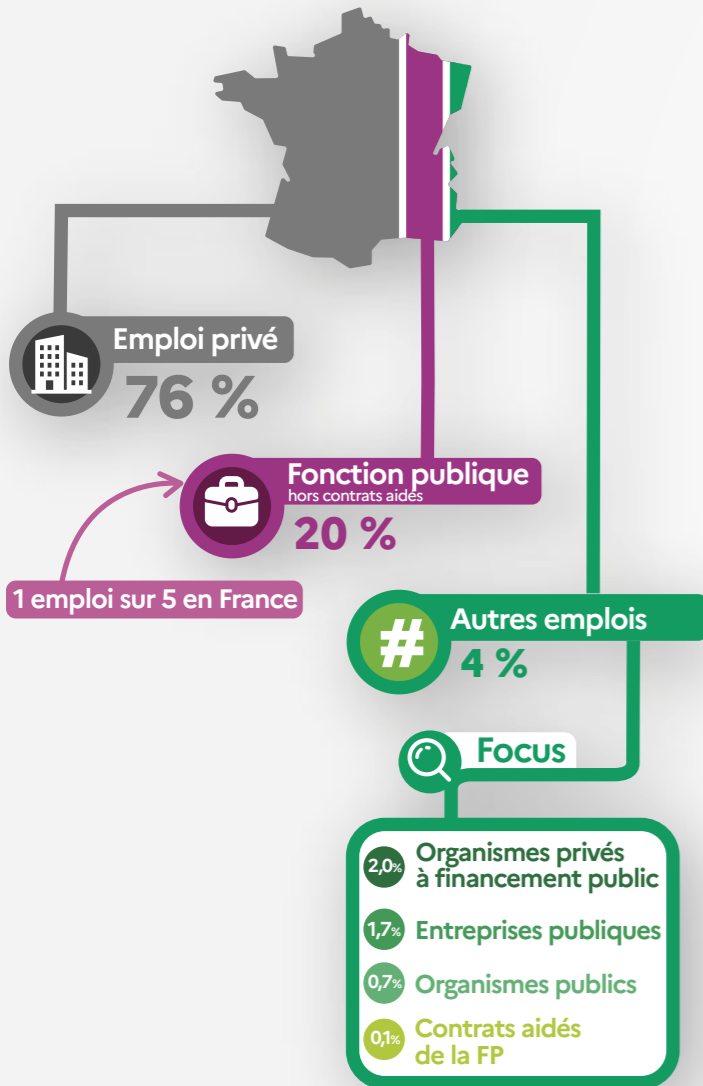 Emploi privé
76 %
Fonction publique
hors contrats aidés
20 %
1 emploi sur 5 en France
#
Autres emplois
4 %
Focus
2,0%
Organismes privés
à financement public
1,7%
Entreprises publiques
0,7%
Organismes publics
0,1%
Contrats aidés
de la FP